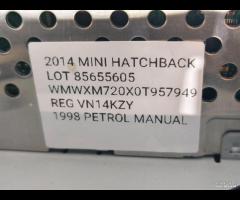 2014 MINI HATCHBACK
LOT 85655605
WMWXM720X0T957949
REG VN14KZY
1998 PETROL MANUAL